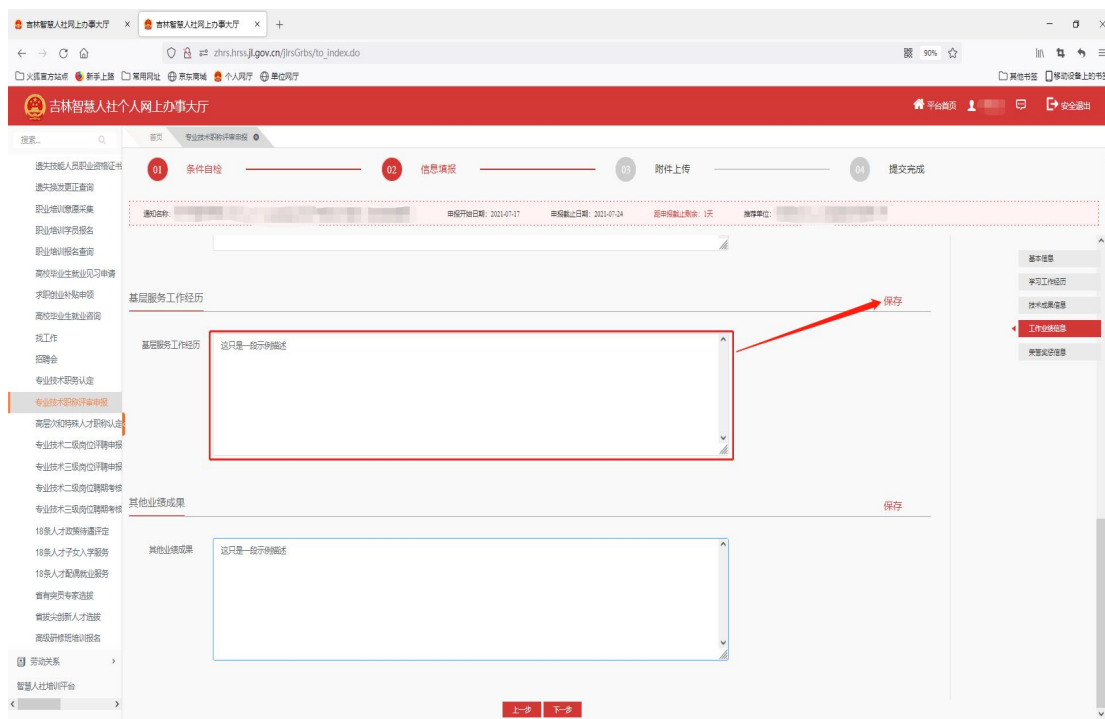 吉林智慧人社网上办事大厅 × 吉林智慧人社网上办事大厅 × +
zhrs.hrss.jl.gov.cn/jlrsGrbs/to_index.do 90%
火狐官方站点 新手上路 常用网址 京东商城 个人网厅 单位网厅 其他书签 移动设备上的书签
吉林智慧人社个人网上办事大厅 平台首页 安全退出
搜索... 首页 专业技术职称评审申报
01 条件自检 02 信息填报 03 附件上传 04 提交完成
通知名称: 申报开始日期: 2021-07-17 申报截止日期: 2021-07-24 距申报截止剩余: 1天 推荐单位:
遗失技能人员职业资格证书
遗失换发更正查询
职业培训意愿采集
职业培训学员报名
职业培训报名查询
高校毕业生就业见习申请
求职创业补贴申领
高校毕业生就业咨询
找工作
招聘会
专业技术职务认定
专业技术职称评审申报
高层次和特殊人才职称认定
专业技术二级岗位评聘申报
专业技术三级岗位评聘申报
专业技术二级岗位聘期考核
专业技术三级岗位聘期考核
18条人才政策待遇评定
18条人才子女入学服务
18条人才配偶就业服务
省有突贡专家选拔
省拔尖创新人才选拔
高级研修班培训报名
劳动关系
智慧人社培训平台
基层服务工作经历 保存
基层服务工作经历 这只是一段示例描述
其他业绩成果 保存
其他业绩成果 这只是一段示例描述
上一步 下一步
基本信息
学习工作经历
技术成果信息
工作业绩信息
荣誉奖惩信息